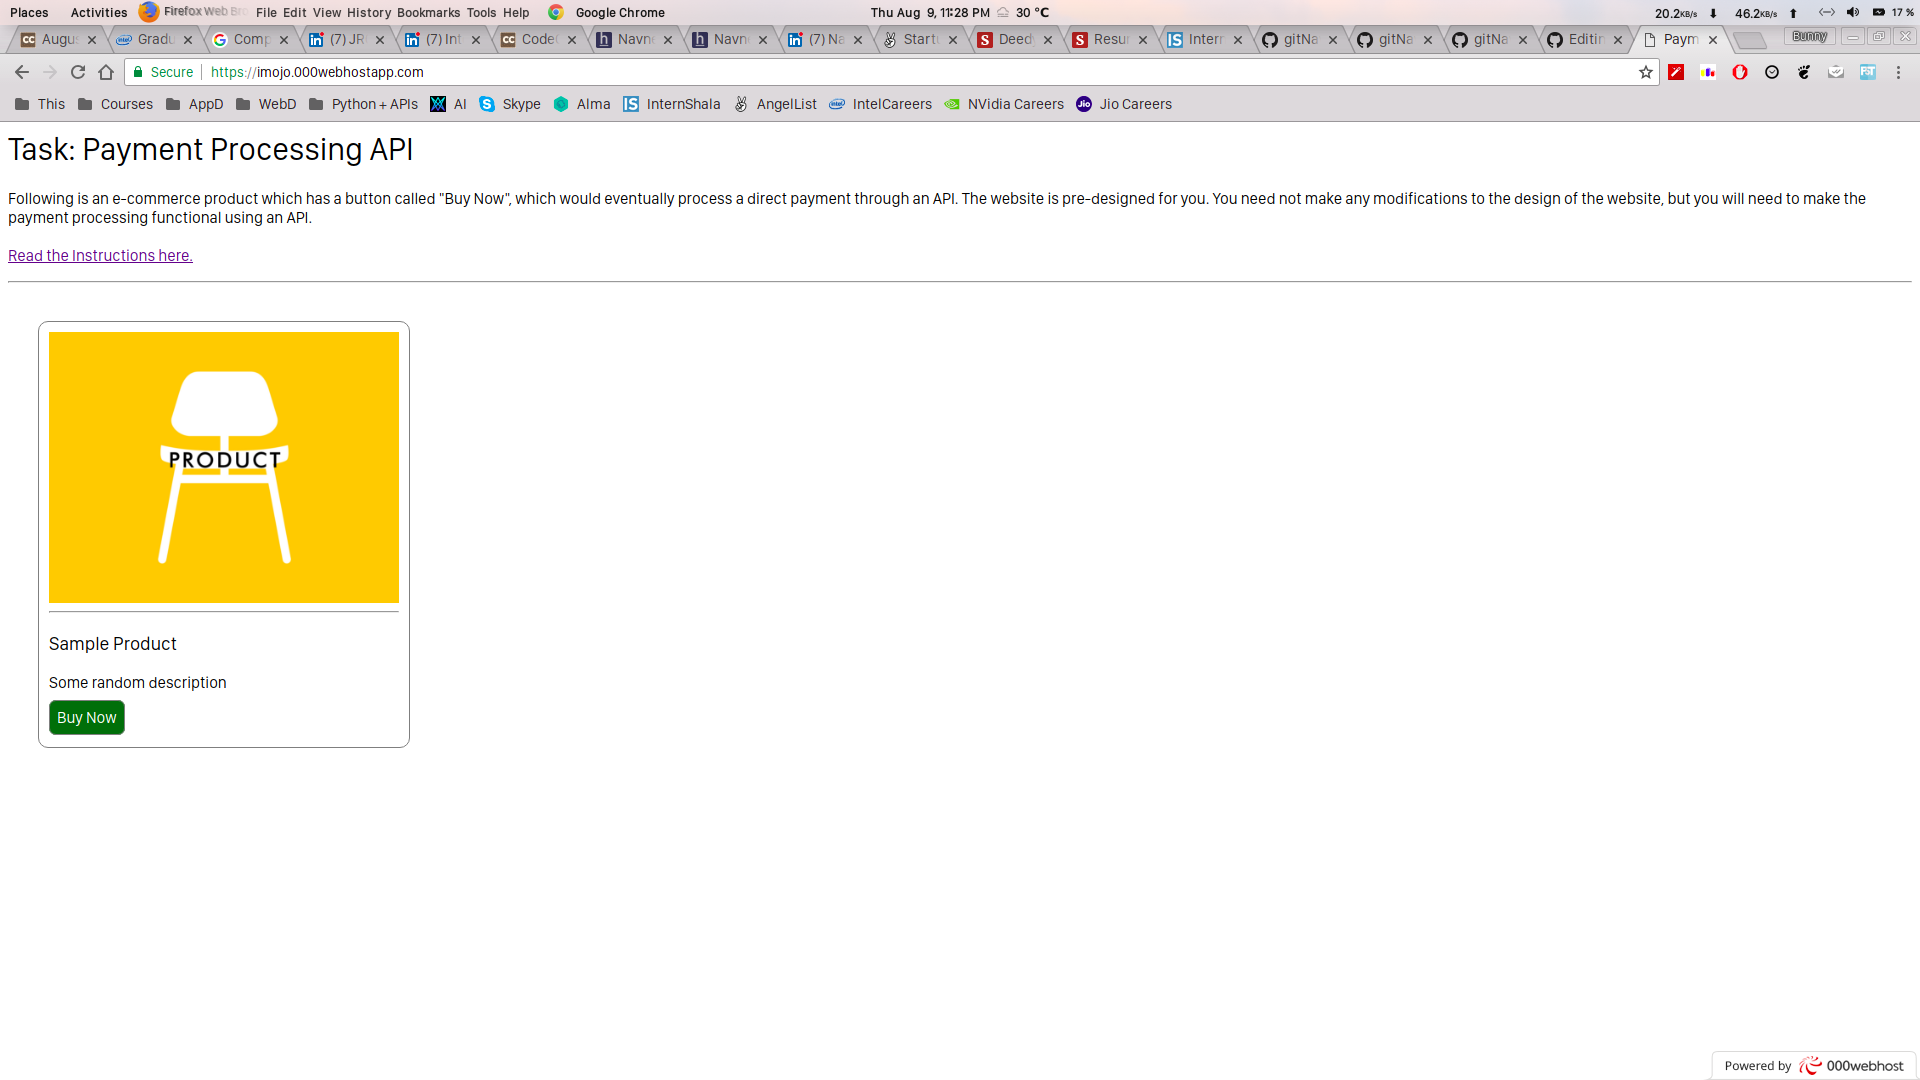 Places Activities Firefox Web Bro File Edit View History Bookmarks Tools Help Google Chrome Thu Aug 9, 11:28 PM 30 °C 20.2KB/s 46.2KB/s 17 %
Augus Gradu Comp (7) JR (7) Int Code Navne Navne (7) Na Start Deedy Resum Intern gitNa gitNa gitNa Editin Paym Bunny
Secure https://imojo.000webhostapp.com
This Courses AppD WebD Python + APIs AI Skype Alma InternShala AngelList IntelCareers NVidia Careers Jio Careers
Task: Payment Processing API
Following is an e-commerce product which has a button called "Buy Now", which would eventually process a direct payment through an API. The website is pre-designed for you. You need not make any modifications to the design of the website, but you will need to make the
payment processing functional using an API.
Read the Instructions here.
PRODUCT
Sample Product
Some random description
Buy Now
Powered by 000webhost